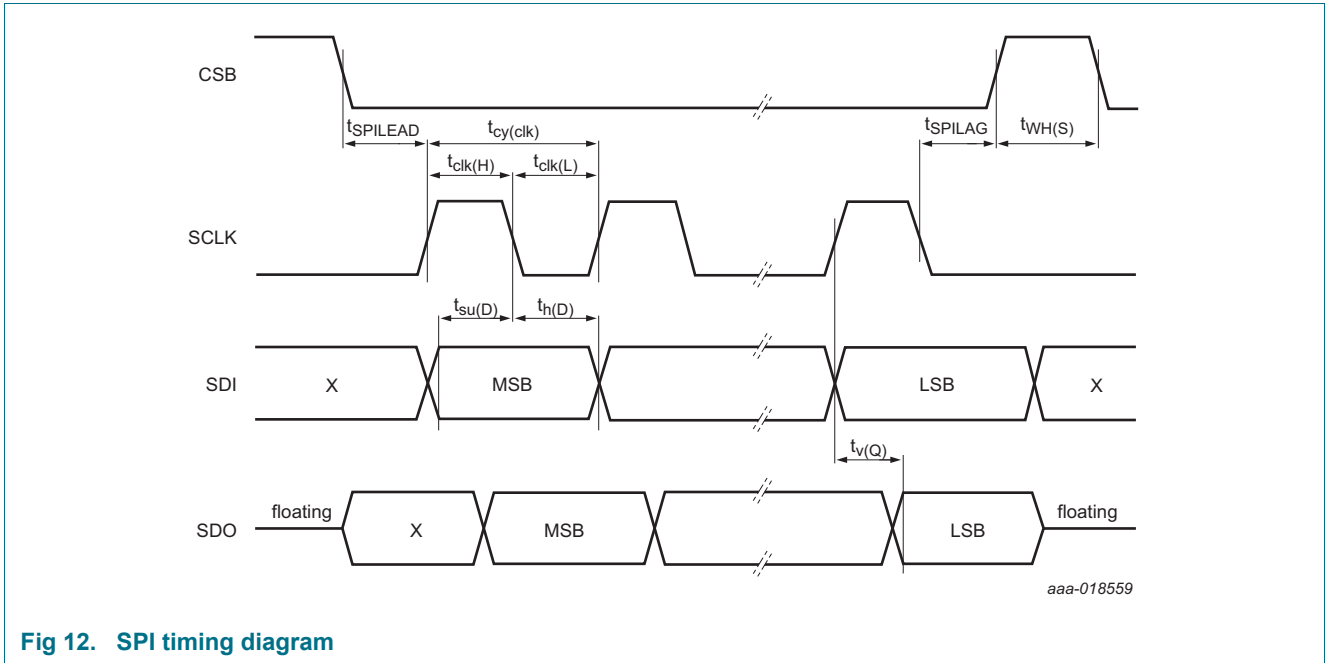 CSB
tSPILEAD
tcy(clk)
tSPILAG
tWH(S)
tclk(H)
tclk(L)
SCLK
tsu(D)
th(D)
SDI
X
MSB
LSB
X
tv(Q)
SDO
floating
X
MSB
LSB
floating
aaa-018559
Fig 12. SPI timing diagram